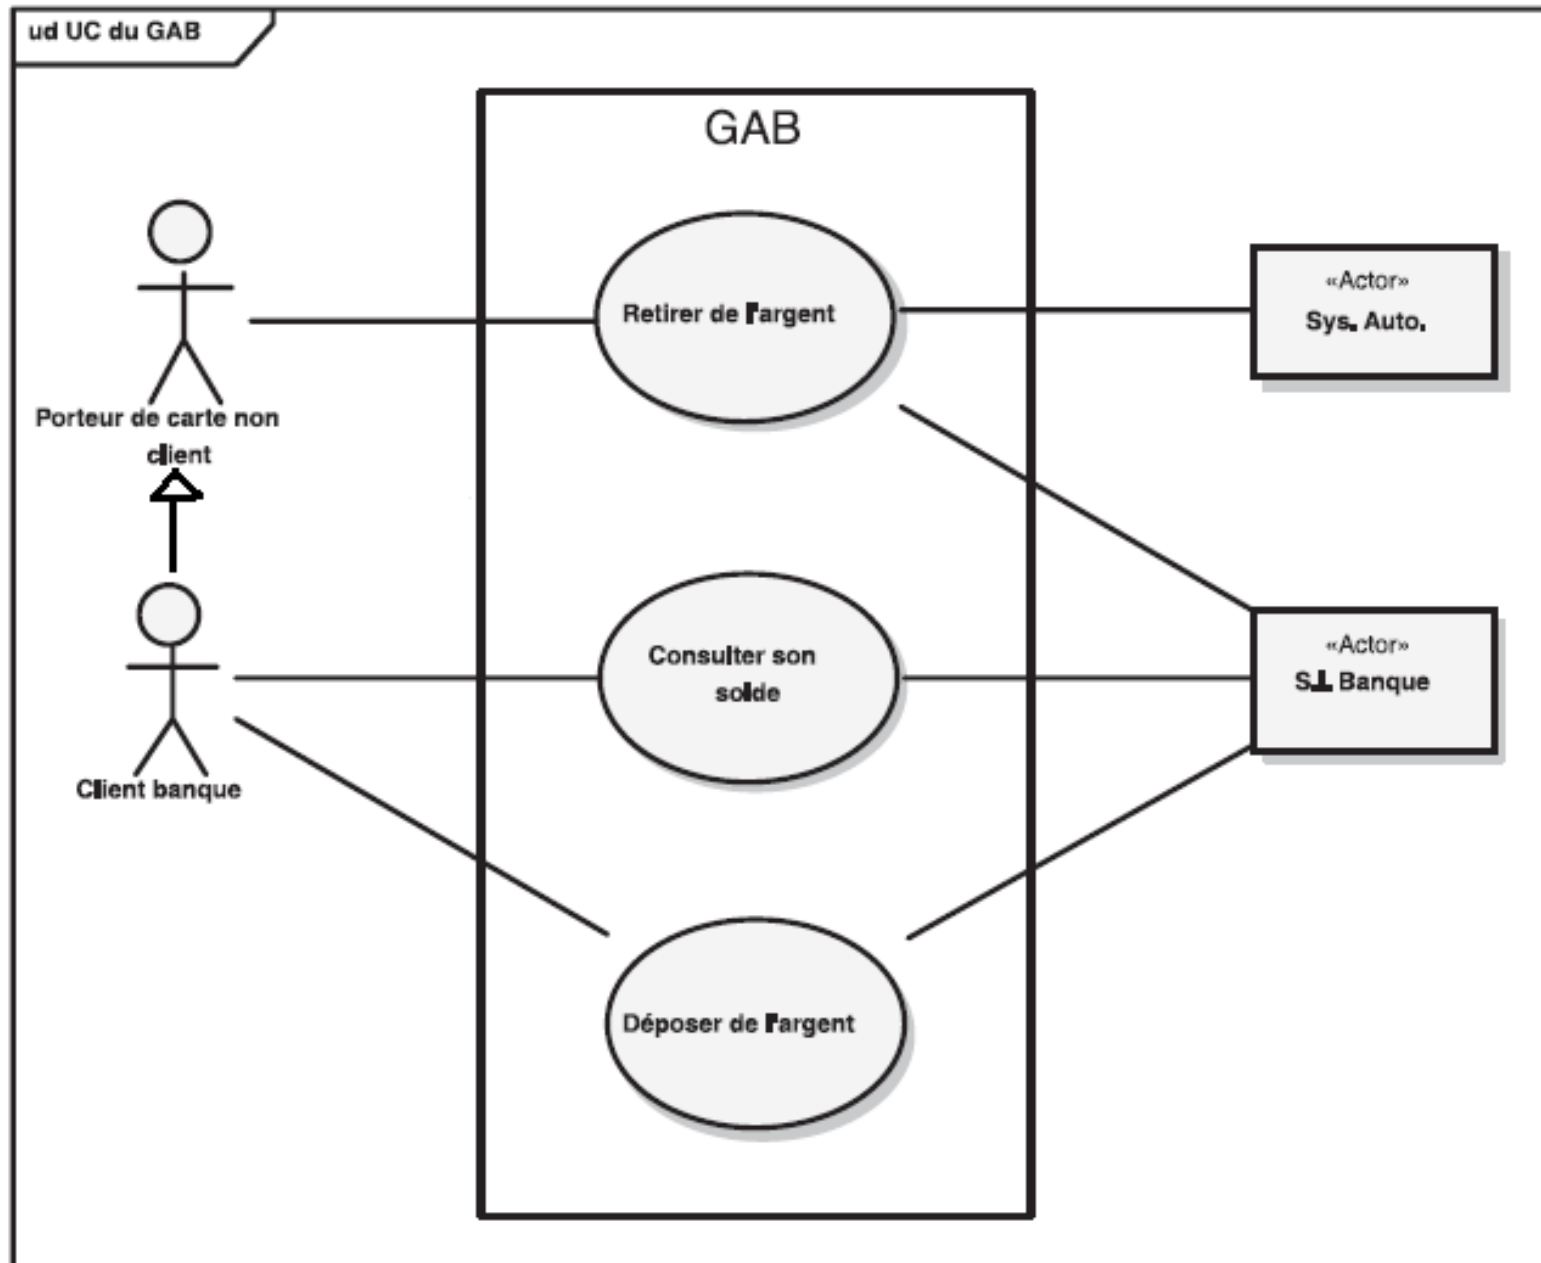 ud UC du GAB
GAB
Retirer de l'argent
«Actor»
Sys. Auto.
Porteur de carte non
client
Consulter son
solde
«Actor»
S.I. Banque
Client banque
Déposer de l'argent